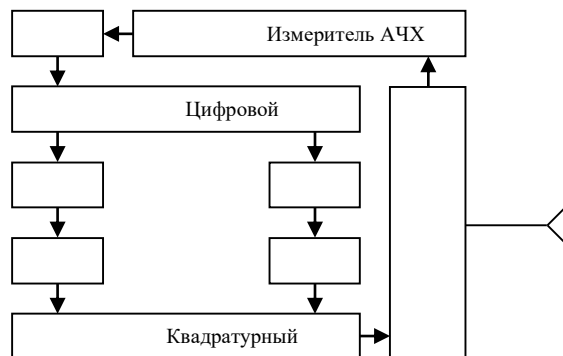 Измеритель АЧХ
Цифровой
Квадратурный